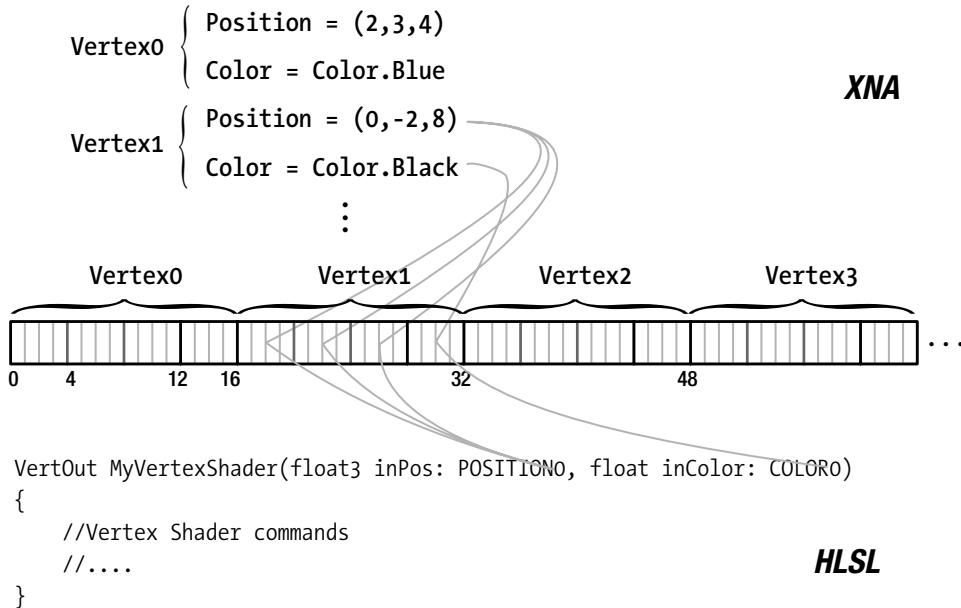 Vertex0
Position = (2,3,4)
Color = Color.Blue
XNA
Vertex1
Position = (0,-2,8)
Color = Color.Black
⋮
Vertex0 Vertex1 Vertex2 Vertex3
...
0 4 12 16 32 48
VertOut MyVertexShader(float3 inPos: POSITION0, float inColor: COLOR0)
{
//Vertex Shader commands
//....
HLSL
}